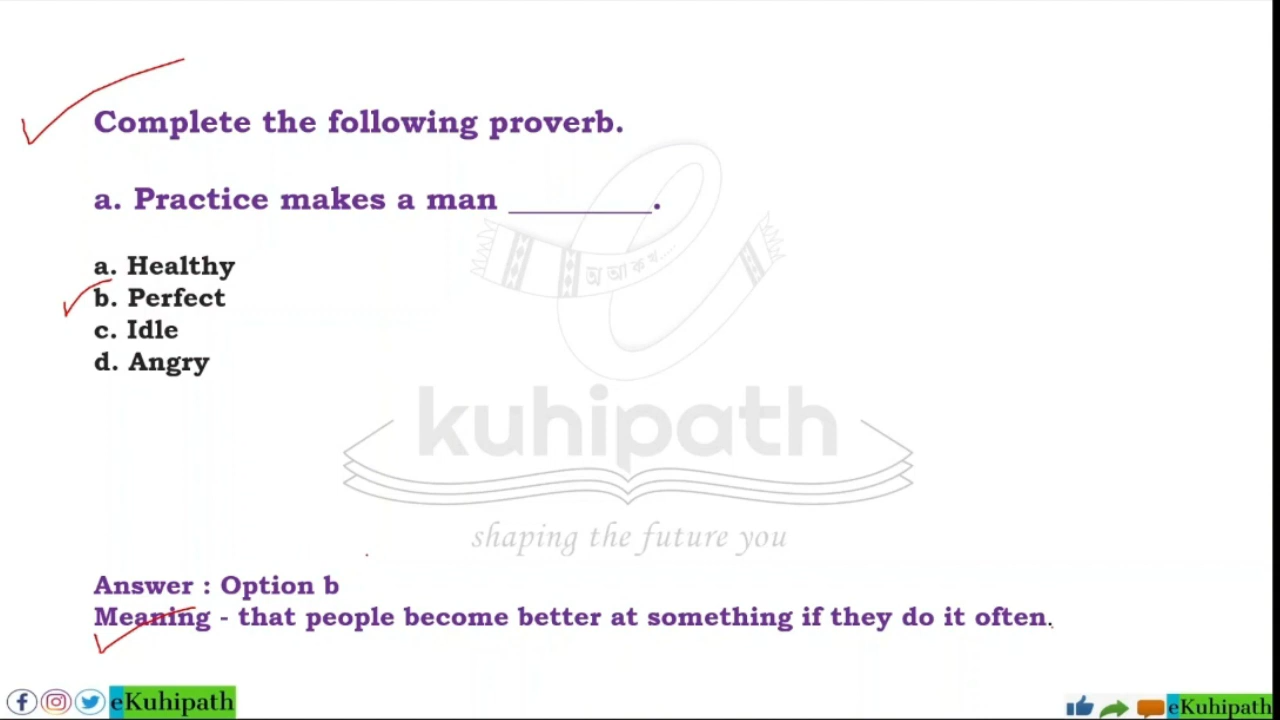 Complete the following proverb.
a. Practice makes a man _________.
a. Healthy
b. Perfect
c. Idle
d. Angry
অ আ ক খ.....
kuhipath
shaping the future you
Answer : Option b
Meaning - that people become better at something if they do it often.
eKuhipath
eKuhipath